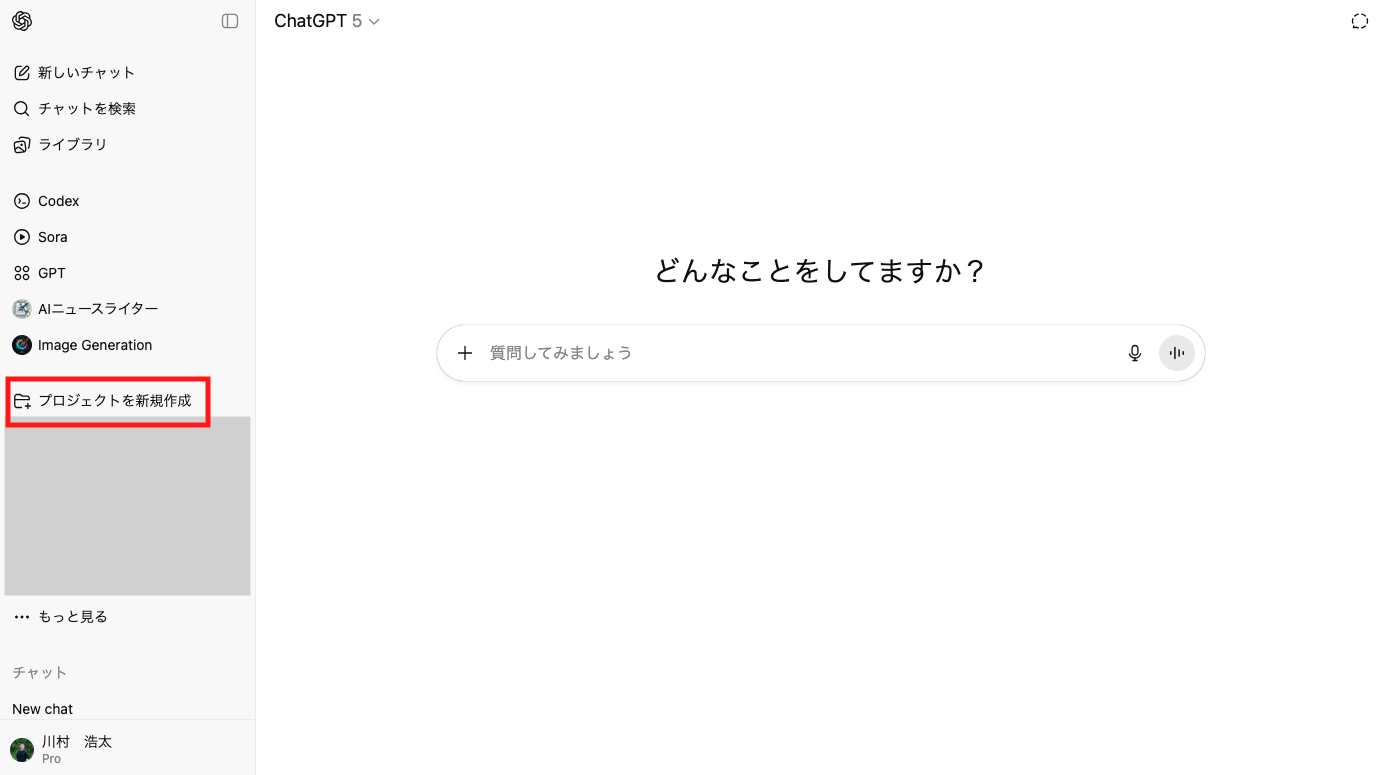 ChatGPT 5
新しいチャット
チャットを検索
ライブラリ
Codex
Sora
GPT
AIニュースライター
Image Generation
プロジェクトを新規作成
もっと見る
チャット
New chat
川村　浩太
Pro
どんなことをしてますか？
質問してみましょう